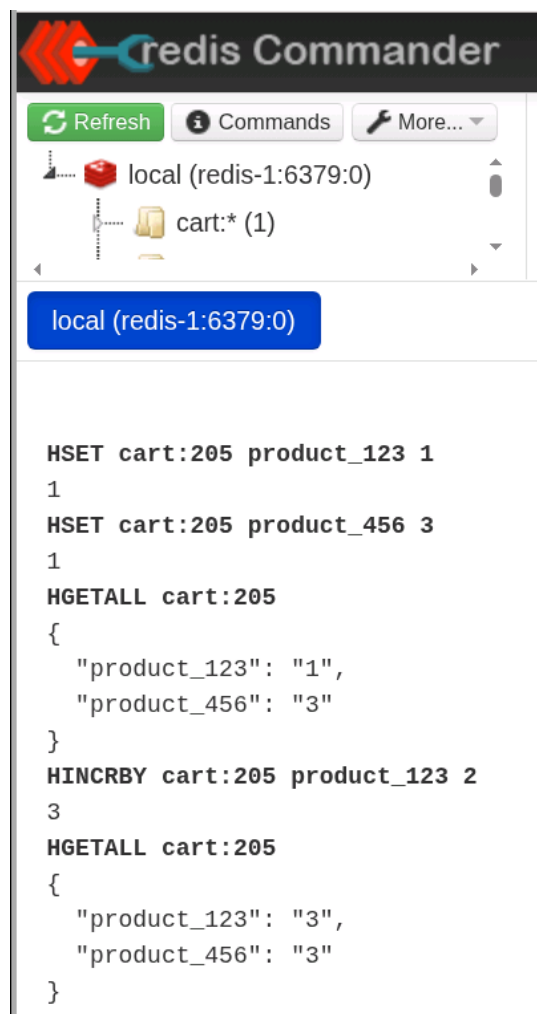 redis Commander
Refresh Commands More...
local (redis-1:6379:0)
cart:* (1)
local (redis-1:6379:0)
HSET cart:205 product_123 1
1
HSET cart:205 product_456 3
1
HGETALL cart:205
{
  "product_123": "1",
  "product_456": "3"
}
HINCRBY cart:205 product_123 2
3
HGETALL cart:205
{
  "product_123": "3",
  "product_456": "3"
}